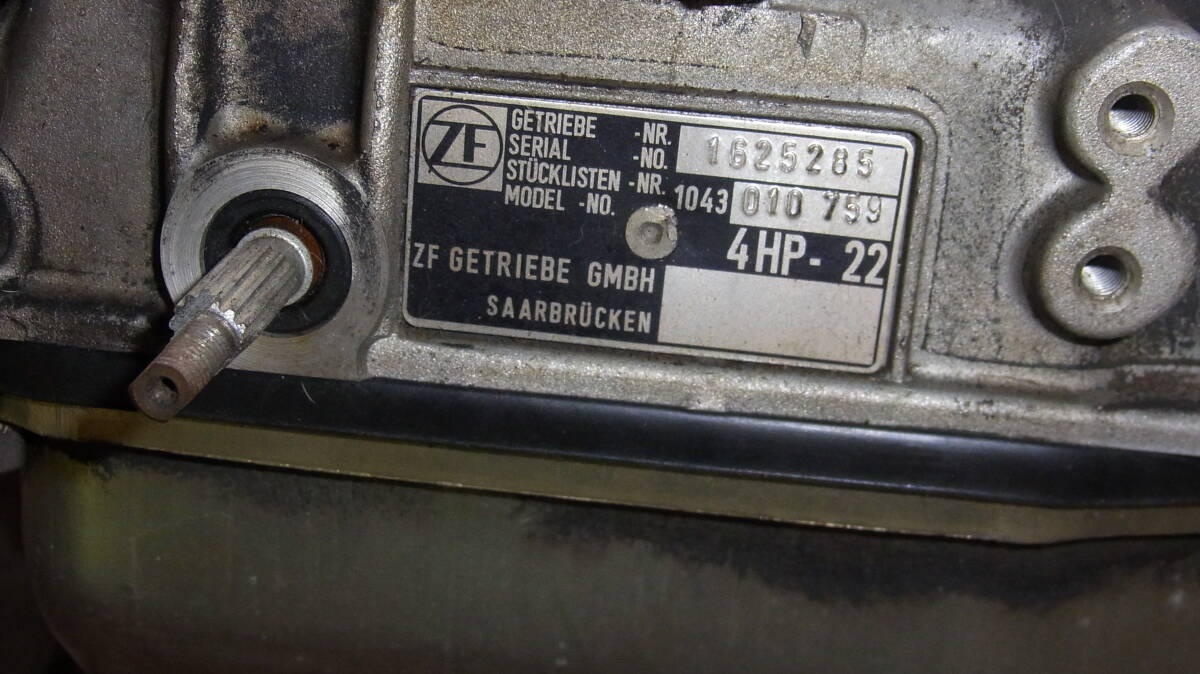 ZF
GETRIEBE -NR.
SERIAL -NO. 1625285
STÜCKLISTEN -NR.
MODEL -NO. 1043 010 759
4HP- 22
ZF GETRIEBE GMBH
SAARBRÜCKEN